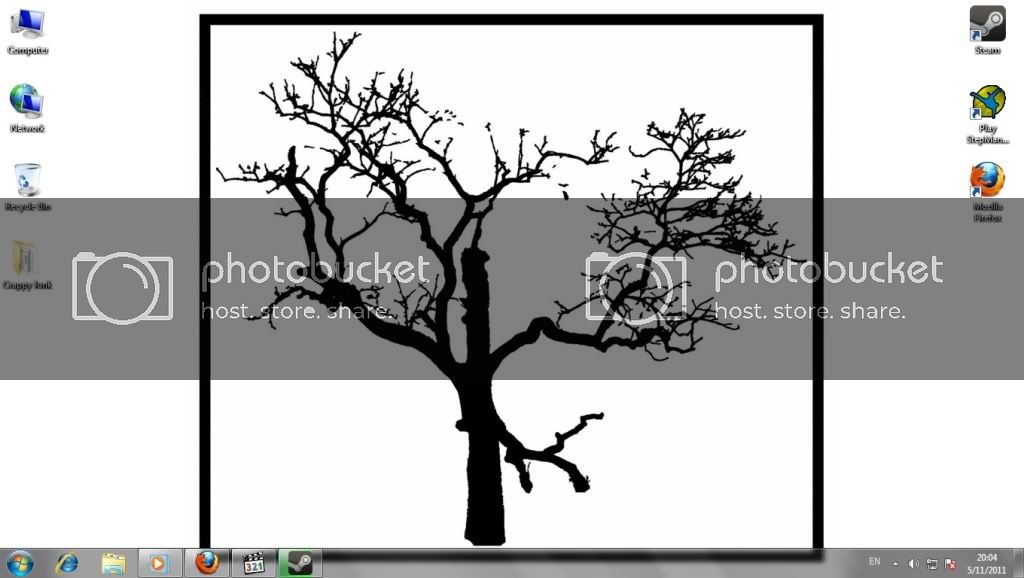 Computer
Network
Recycle Bin
Crappy Junk
Steam
Play
StepMan...
Mozilla
Firefox
photobucket
host. store. share.
photobucket
host. store. share.
321
EN
20:04
5/11/2011